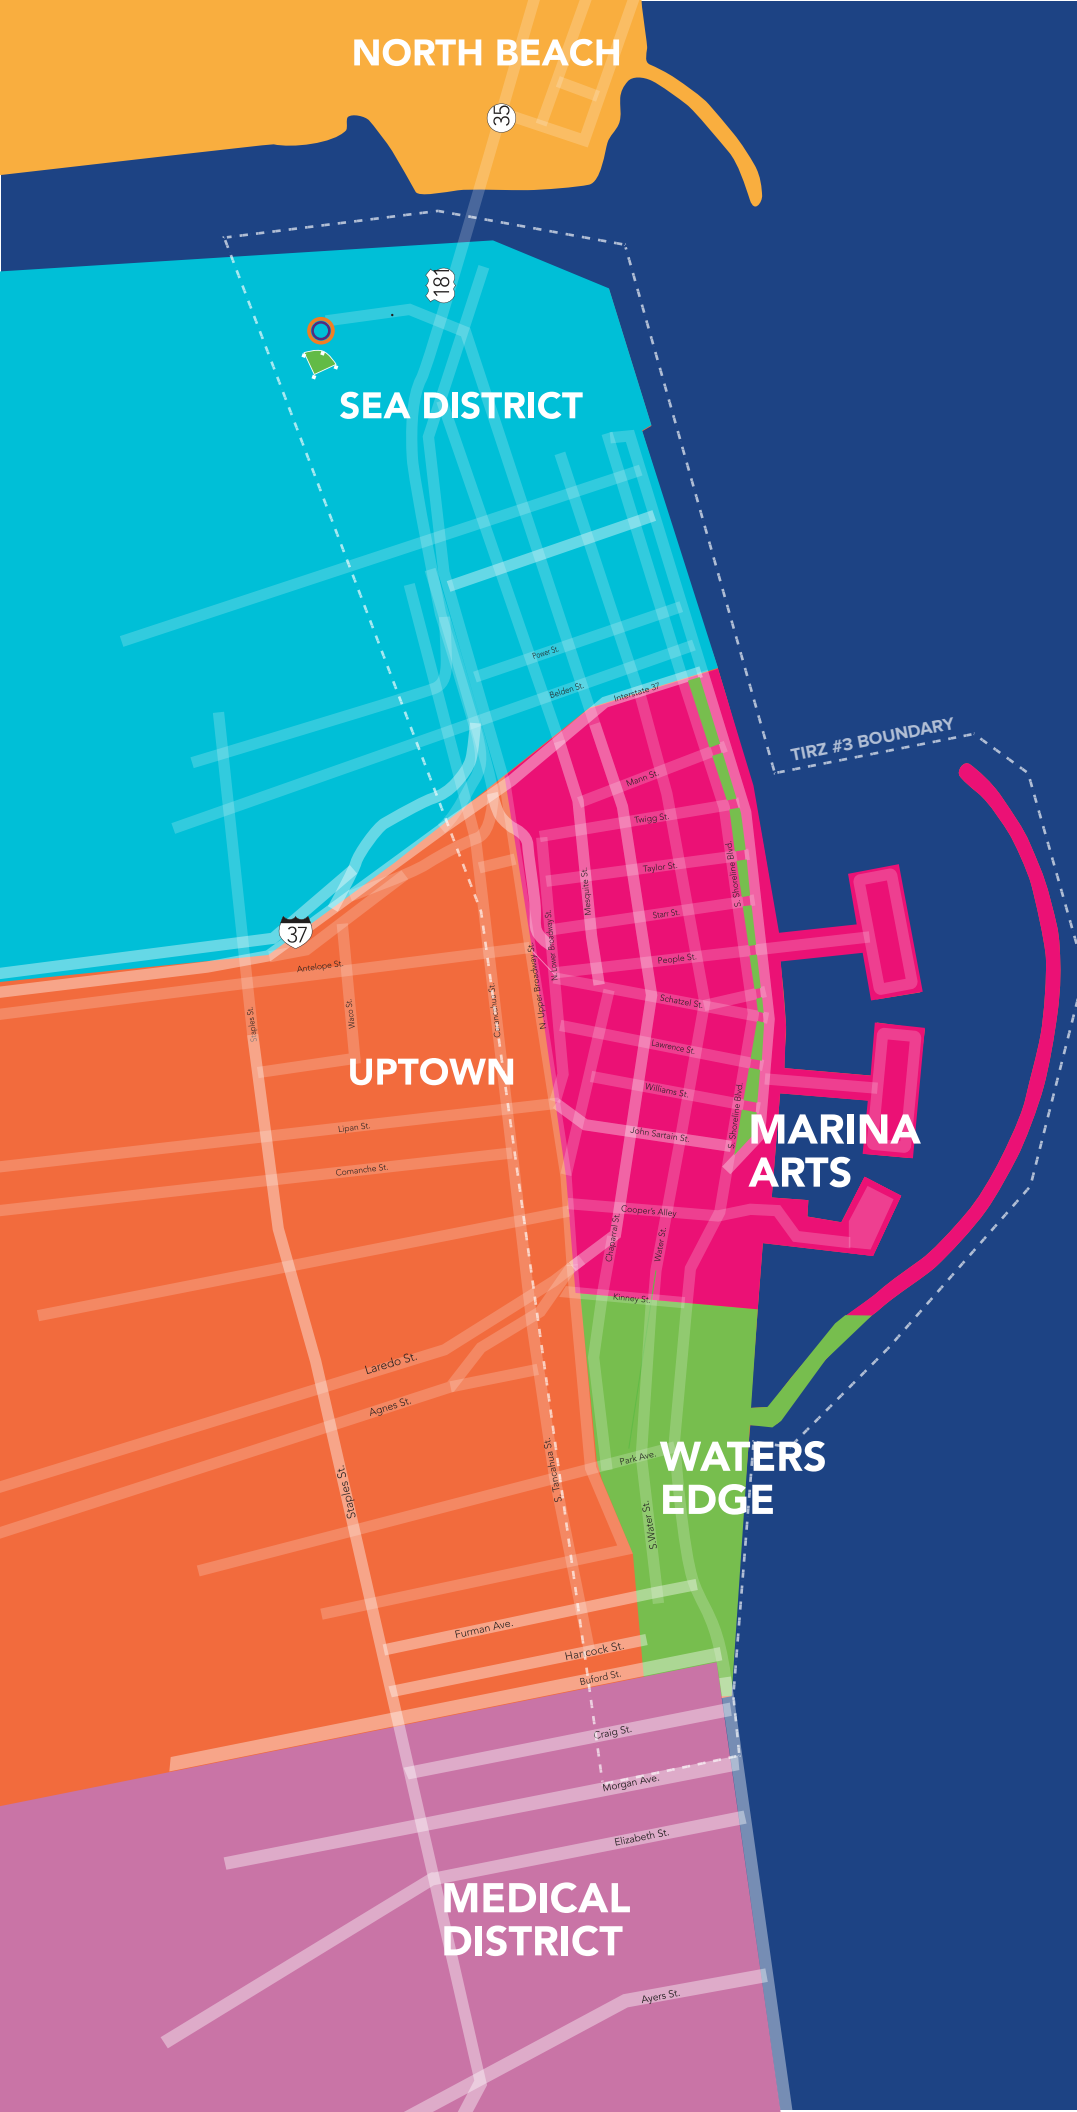 NORTH BEACH
35
181
SEA DISTRICT
Power St.
Belden St.
Interstate 37
TIRZ #3 BOUNDARY
Mann St.
Twigg St.
S. Shoreline Blvd.
Taylor St.
Mesquite St.
Starr St.
N. Lower Broadway St.
37
People St.
Antelope St.
N. Upper Broadway St.
Schatzel St.
Staples St.
Waco St.
Lawrence St.
UPTOWN
Williams St.
S. Shoreline Blvd.
Lipan St.
John Sartain St.
MARINA
ARTS
Comanche St.
Cooper's Alley
Chaparral St.
Water St.
Kinney St.
Laredo St.
Agnes St.
Park Ave.
WATERS
EDGE
S. Tancahua St.
Staples St.
S. Water St.
Furman Ave.
Hancock St.
Buford St.
Craig St.
Morgan Ave.
Elizabeth St.
MEDICAL
DISTRICT
Ayers St.